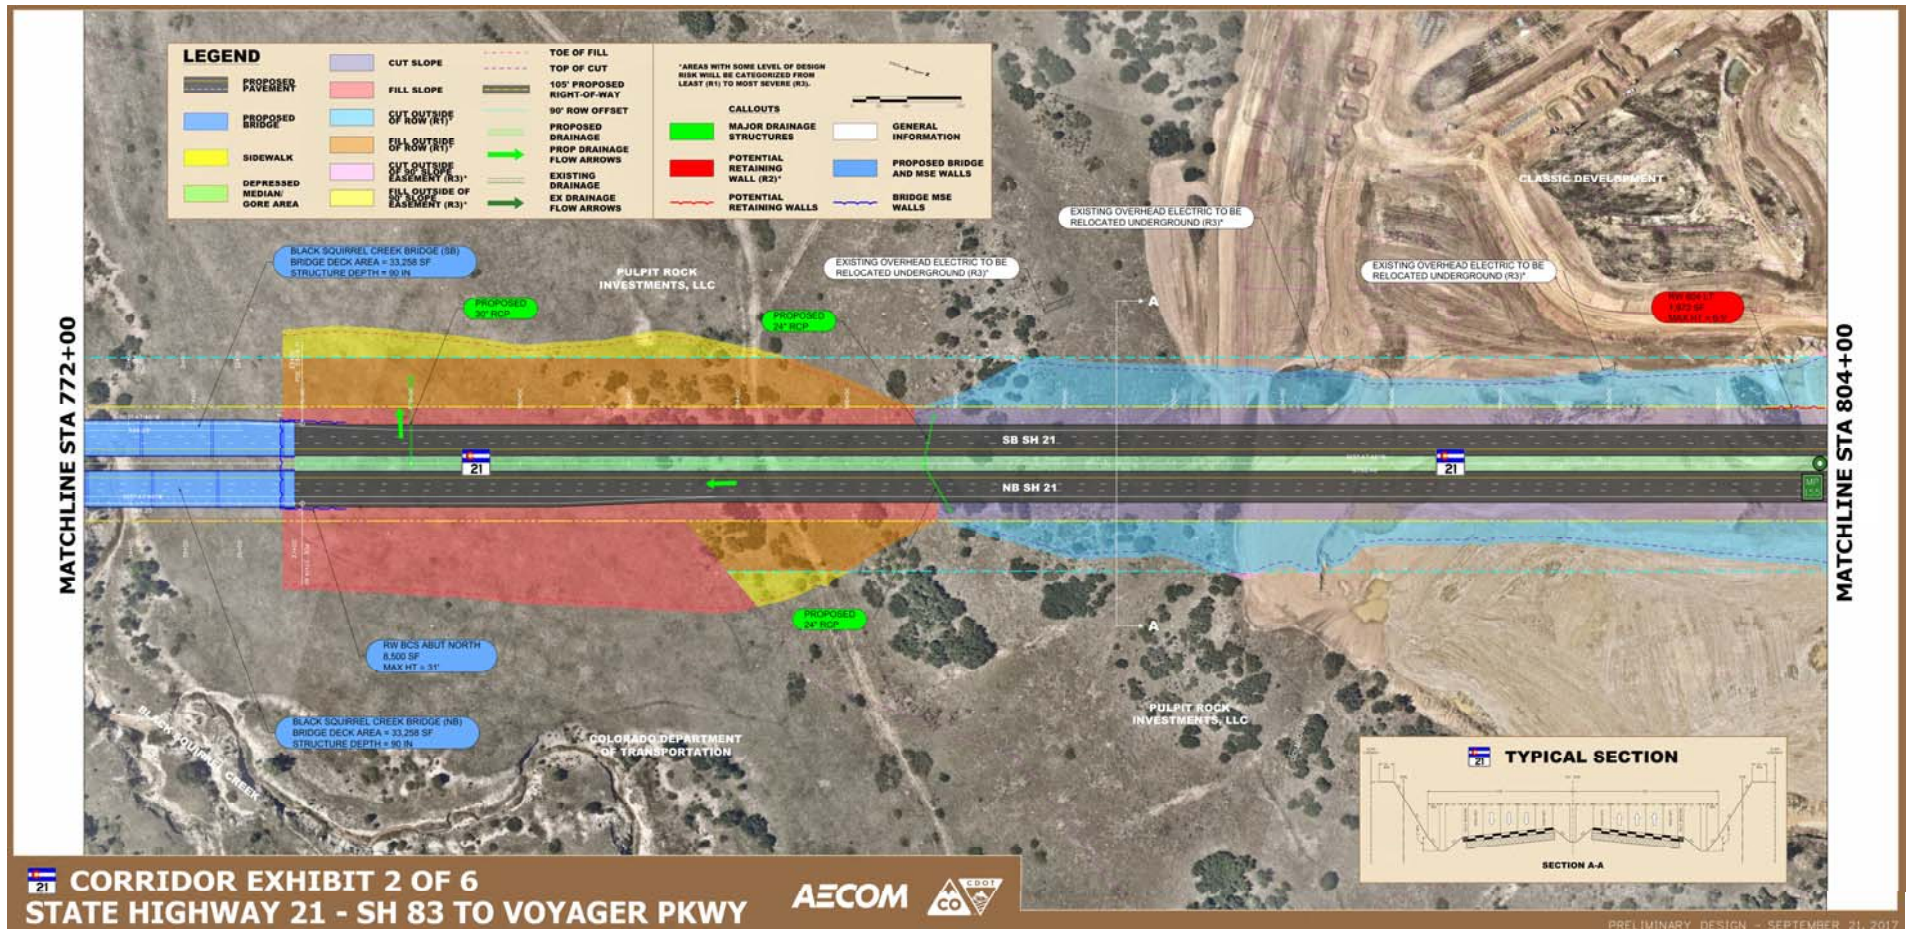 LEGEND
PROPOSED
PAVEMENT
PROPOSED
BRIDGE
SIDEWALK
DEPRESSED
MEDIAN/
GORE AREA
CUT SLOPE
FILL SLOPE
CUT OUTSIDE
OF ROW (R1)*
FILL OUTSIDE
OF ROW (R1)*
CUT OUTSIDE
OF 90' SLOPE
EASEMENT (R3)*
FILL OUTSIDE OF
90' SLOPE
EASEMENT (R3)*
TOE OF FILL
TOP OF CUT
105' PROPOSED
RIGHT-OF-WAY
90' ROW OFFSET
PROPOSED
DRAINAGE
PROP DRAINAGE
FLOW ARROWS
EXISTING
DRAINAGE
EX DRAINAGE
FLOW ARROWS
*AREAS WITH SOME LEVEL OF DESIGN
RISK WILL BE CATEGORIZED FROM
LEAST (R1) TO MOST SEVERE (R3).
CALLOUTS
MAJOR DRAINAGE
STRUCTURES
POTENTIAL
RETAINING
WALL (R2)*
POTENTIAL
RETAINING WALLS
GENERAL
INFORMATION
PROPOSED BRIDGE
AND MSE WALLS
BRIDGE MSE
WALLS
CLASSIC DEVELOPMENT
EXISTING OVERHEAD ELECTRIC TO BE
RELOCATED UNDERGROUND (R3)*
BLACK SQUIRREL CREEK BRIDGE (SB)
BRIDGE DECK AREA = 33,258 SF
STRUCTURE DEPTH = 90 IN
PULPIT ROCK
INVESTMENTS, LLC
EXISTING OVERHEAD ELECTRIC TO BE
RELOCATED UNDERGROUND (R3)*
EXISTING OVERHEAD ELECTRIC TO BE
RELOCATED UNDERGROUND (R3)*
PROPOSED
30" RCP
PROPOSED
24" RCP
A
RW 804 LT
MATCHLINE STA 772+00
MATCHLINE STA 804+00
SB SH 21
21
21
NB SH 21
MP
155
PROPOSED
24" RCP
A
RW BCS ABUT NORTH
8,500 SF
MAX HT = 31'
BLACK SQUIRREL CREEK BRIDGE (NB)
BRIDGE DECK AREA = 33,258 SF
STRUCTURE DEPTH = 90 IN
BLACK SQUIRREL CREEK
COLORADO DEPARTMENT
OF TRANSPORTATION
PULPIT ROCK
INVESTMENTS, LLC
21 TYPICAL SECTION
SECTION A-A
21 CORRIDOR EXHIBIT 2 OF 6
STATE HIGHWAY 21 - SH 83 TO VOYAGER PKWY
AECOM
CO
CDOT
PRELIMINARY DESIGN - SEPTEMBER 21, 2017